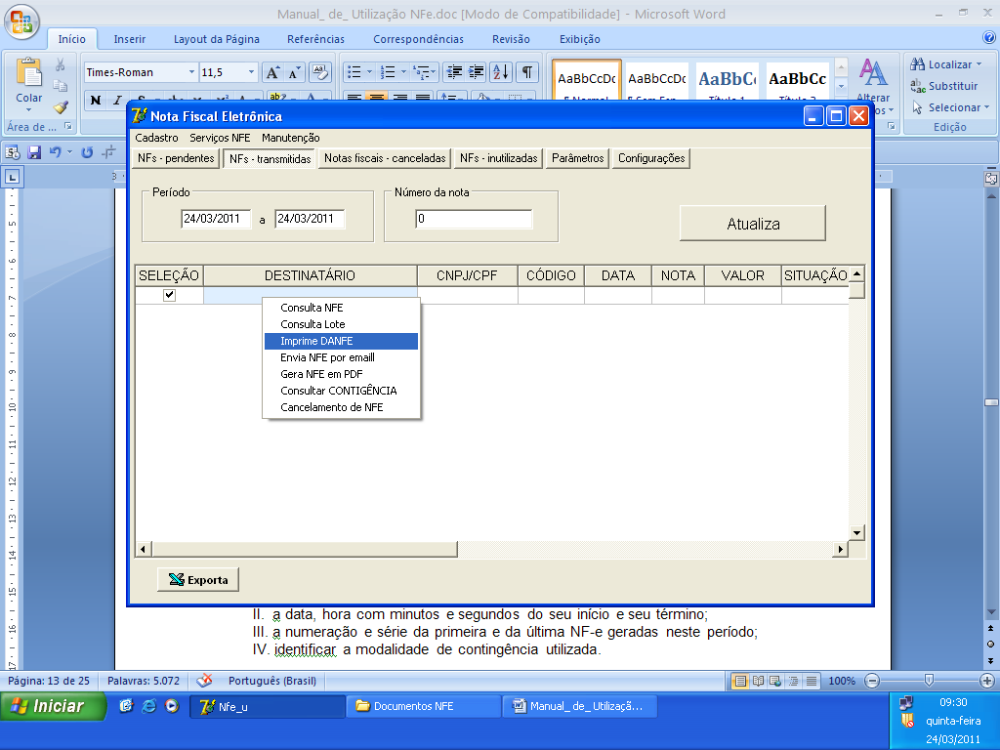 Manual_ de_ Utilização NFe.doc [Modo de Compatibilidade] - Microsoft Word
Início Inserir Layout da Página Referências Correspondências Revisão Exibição
Times-Roman 11,5
AaBbCcDc AaBbCcDc AaBbC AaBbCc
Localizar
Substituir
Selecionar
Colar
Alterar
Área de ...
Edição
Nota Fiscal Eletrônica
Cadastro Serviços NFE Manutenção
NFs - pendentes NFs - transmitidas Notas fiscais - canceladas NFs - inutilizadas Parâmetros Configurações
Período Número da nota
24/03/2011 a 24/03/2011 0 Atualiza
SELEÇÃO DESTINATÁRIO CNPJ/CPF CÓDIGO DATA NOTA VALOR SITUAÇÃO
Consulta NFE
Consulta Lote
Imprime DANFE
Envia NFE por emaill
Gera NFE em PDF
Consultar CONTIGÊNCIA
Cancelamento de NFE
Exporta
II. a data, hora com minutos e segundos do seu início e seu término;
III. a numeração e série da primeira e da última NF-e geradas neste período;
IV. identificar a modalidade de contingência utilizada.
Página: 13 de 25 Palavras: 5.072 Português (Brasil) 100%
Iniciar Nfe_u Documentos NFE Manual_ de_ Utilizaçã...
09:30
quinta-feira
24/03/2011